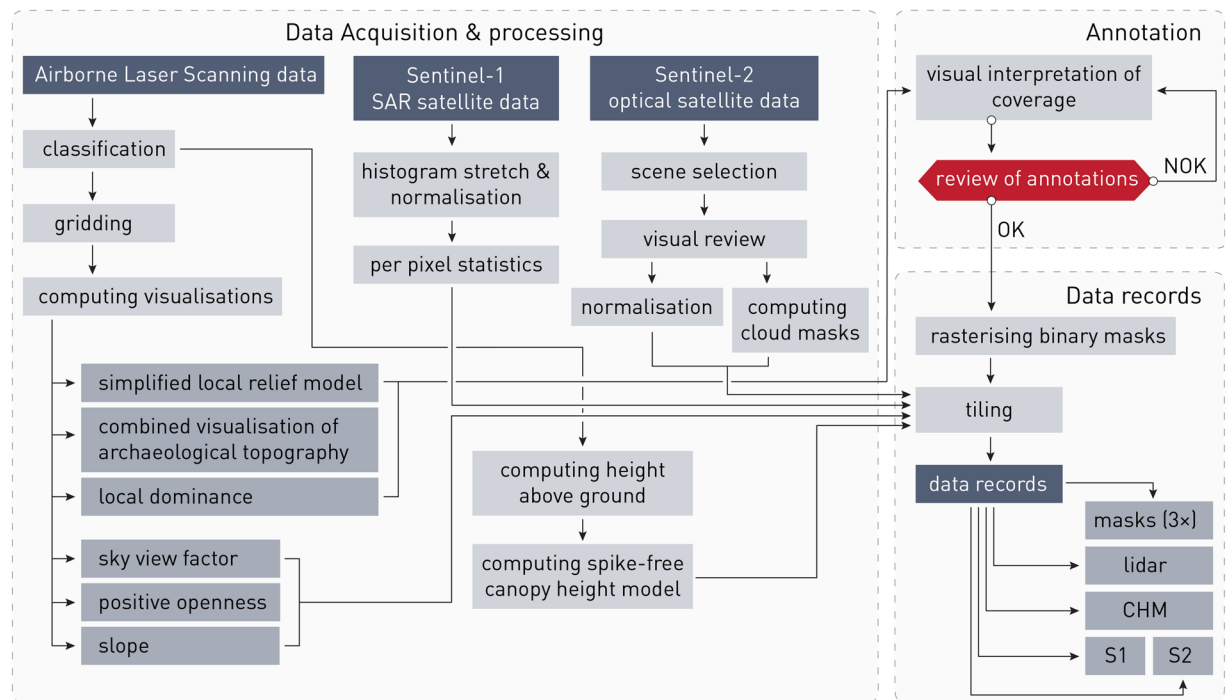 Data Acquisition & processing
Airborne Laser Scanning data
classification
gridding
computing visualisations
simplified local relief model
combined visualisation of
archaeological topography
local dominance
sky view factor
positive openness
slope
Sentinel-1
SAR satellite data
histogram stretch &
normalisation
per pixel statistics
Sentinel-2
optical satellite data
scene selection
visual review
normalisation
computing
cloud masks
computing height
above ground
computing spike-free
canopy height model
Annotation
visual interpretation of
coverage
review of annotations
NOK
OK
Data records
rasterising binary masks
tiling
data records
masks (3×)
lidar
CHM
S1
S2